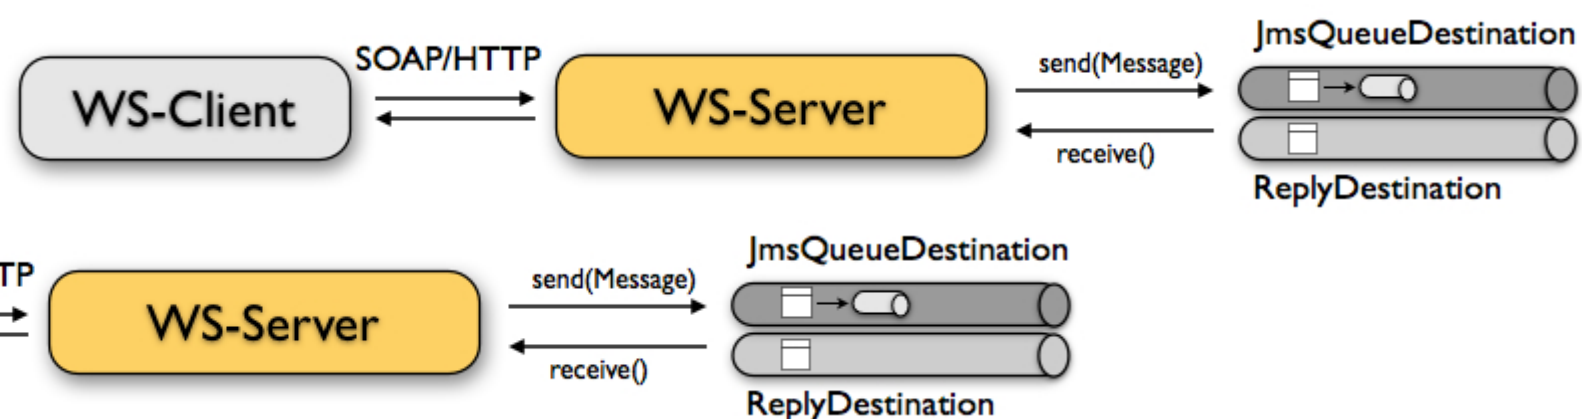 JmsQueueDestination
SOAP/HTTP
send(Message)
WS-Client
WS-Server
receive()
ReplyDestination
JmsQueueDestination
TP
send(Message)
WS-Server
receive()
ReplyDestination